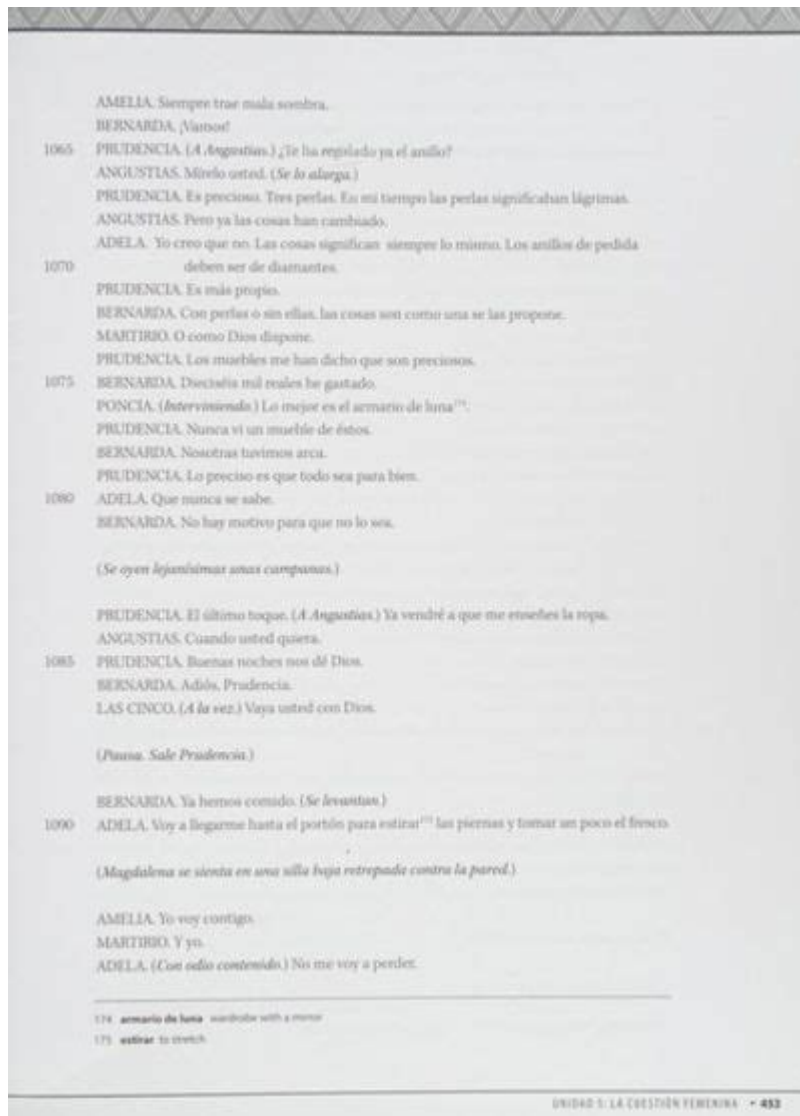 AMELIA. Siempre trae mala sombra.
BERNARDA. ¡Vamos!
1065 PRUDENCIA. (A Angustias.) ¿Te ha regalado ya el anillo?
ANGUSTIAS. Mírelo usted. (Se lo alarga.)
PRUDENCIA. Es precioso. Tres perlas. En mi tiempo las perlas significaban lágrimas.
ANGUSTIAS. Pero ya las cosas han cambiado.
ADELA. Yo creo que no. Las cosas significan siempre lo mismo. Los anillos de pedida
1070 deben ser de diamantes.
PRUDENCIA. Es más propio.
BERNARDA. Con perlas o sin ellas, las cosas son como una se las propone.
MARTIRIO. O como Dios dispone.
PRUDENCIA. Los muebles me han dicho que son preciosos.
1075 BERNARDA. Dieciséis mil reales he gastado.
PONCIA. (Interviniendo.) Lo mejor es el armario de luna174.
PRUDENCIA. Nunca vi un mueble de éstos.
BERNARDA. Nosotras tuvimos arca.
PRUDENCIA. Lo preciso es que todo sea para bien.
1080 ADELA. Que nunca se sabe.
BERNARDA. No hay motivo para que no lo sea.
(Se oyen lejanísimas unas campanas.)
PRUDENCIA. El último toque. (A Angustias.) Ya vendré a que me enseñes la ropa.
ANGUSTIAS. Cuando usted quiera.
1085 PRUDENCIA. Buenas noches nos dé Dios.
BERNARDA. Adiós, Prudencia.
LAS CINCO. (A la vez.) Vaya usted con Dios.
(Pausa. Sale Prudencia.)
BERNARDA. Ya hemos comido. (Se levantan.)
1090 ADELA. Voy a llegarme hasta el portón para estirar175 las piernas y tomar un poco el fresco.
(Magdalena se sienta en una silla baja retrepada contra la pared.)
AMELIA. Yo voy contigo.
MARTIRIO. Y yo.
ADELA. (Con odio contenido.) No me voy a perder.
174 armario de luna wardrobe with a mirror
175 estirar to stretch
UNIDAD 5: LA CUESTIÓN FEMENINA • 453